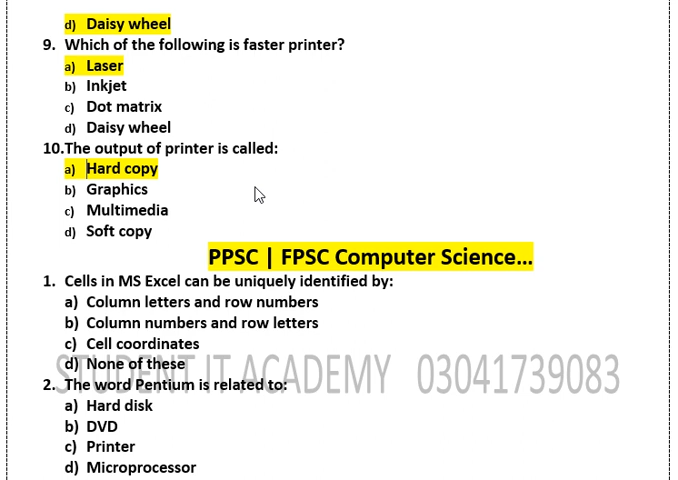 d) Daisy wheel
9. Which of the following is faster printer?
a) Laser
b) Inkjet
c) Dot matrix
d) Daisy wheel
10.The output of printer is called:
a) Hard copy
b) Graphics
c) Multimedia
d) Soft copy
PPSC | FPSC Computer Science...
1. Cells in MS Excel can be uniquely identified by:
a) Column letters and row numbers
b) Column numbers and row letters
c) Cell coordinates
d) None of these
STUDENT IT ACADEMY 03041739083
2. The word Pentium is related to:
a) Hard disk
b) DVD
c) Printer
d) Microprocessor